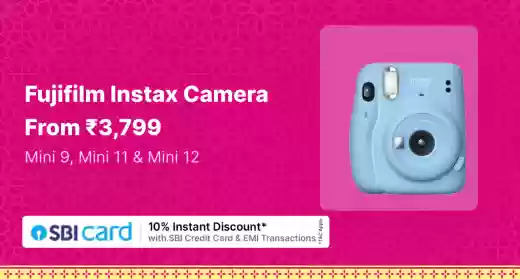 Fujifilm Instax Camera
From ₹3,799
Mini 9, Mini 11 & Mini 12
SBI card
10% Instant Discount*
with SBI Credit Card & EMI Transactions
*T&C Apply